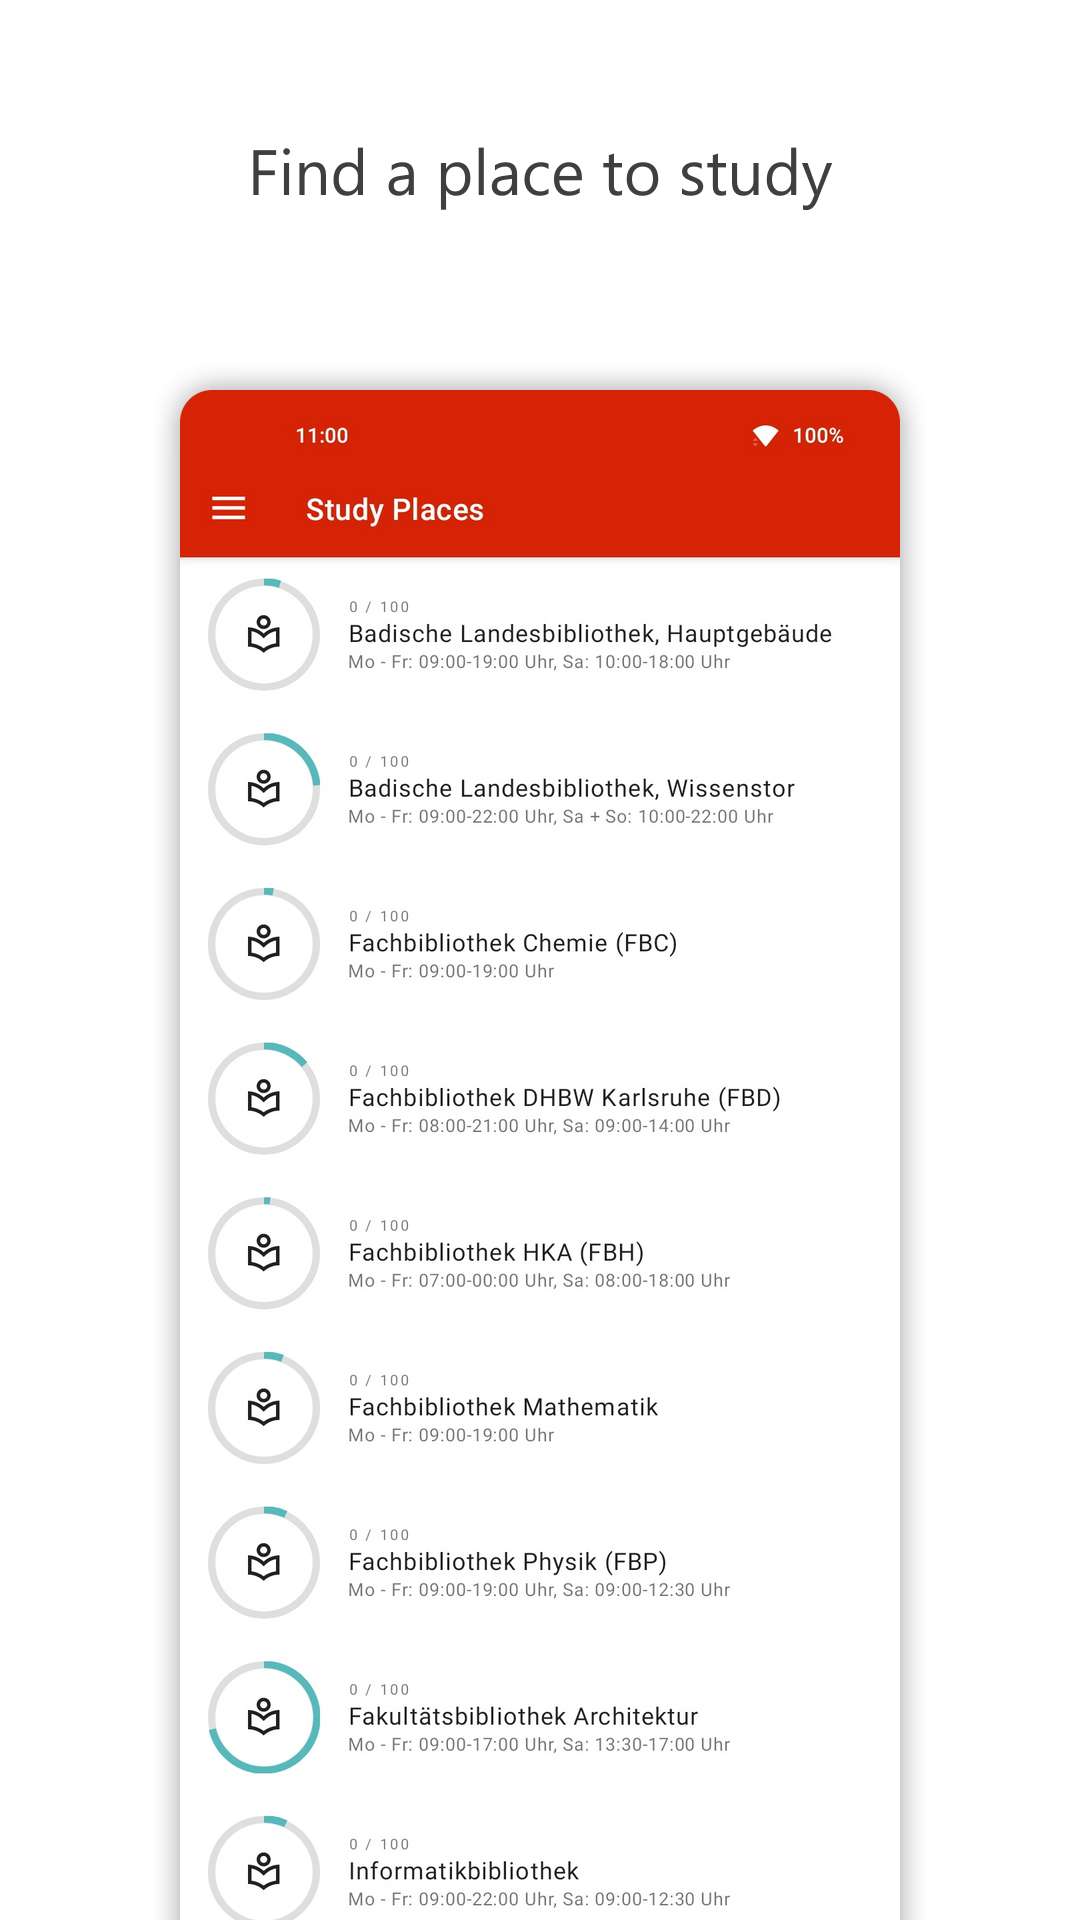 Find a place to study
11:00 100%
Study Places
0 / 100
Badische Landesbibliothek, Hauptgebäude
Mo - Fr: 09:00-19:00 Uhr, Sa: 10:00-18:00 Uhr
0 / 100
Badische Landesbibliothek, Wissenstor
Mo - Fr: 09:00-22:00 Uhr, Sa + So: 10:00-22:00 Uhr
0 / 100
Fachbibliothek Chemie (FBC)
Mo - Fr: 09:00-19:00 Uhr
0 / 100
Fachbibliothek DHBW Karlsruhe (FBD)
Mo - Fr: 08:00-21:00 Uhr, Sa: 09:00-14:00 Uhr
0 / 100
Fachbibliothek HKA (FBH)
Mo - Fr: 07:00-00:00 Uhr, Sa: 08:00-18:00 Uhr
0 / 100
Fachbibliothek Mathematik
Mo - Fr: 09:00-19:00 Uhr
0 / 100
Fachbibliothek Physik (FBP)
Mo - Fr: 09:00-19:00 Uhr, Sa: 09:00-12:30 Uhr
0 / 100
Fakultätsbibliothek Architektur
Mo - Fr: 09:00-17:00 Uhr, Sa: 13:30-17:00 Uhr
0 / 100
Informatikbibliothek
Mo - Fr: 09:00-22:00 Uhr, Sa: 09:00-12:30 Uhr